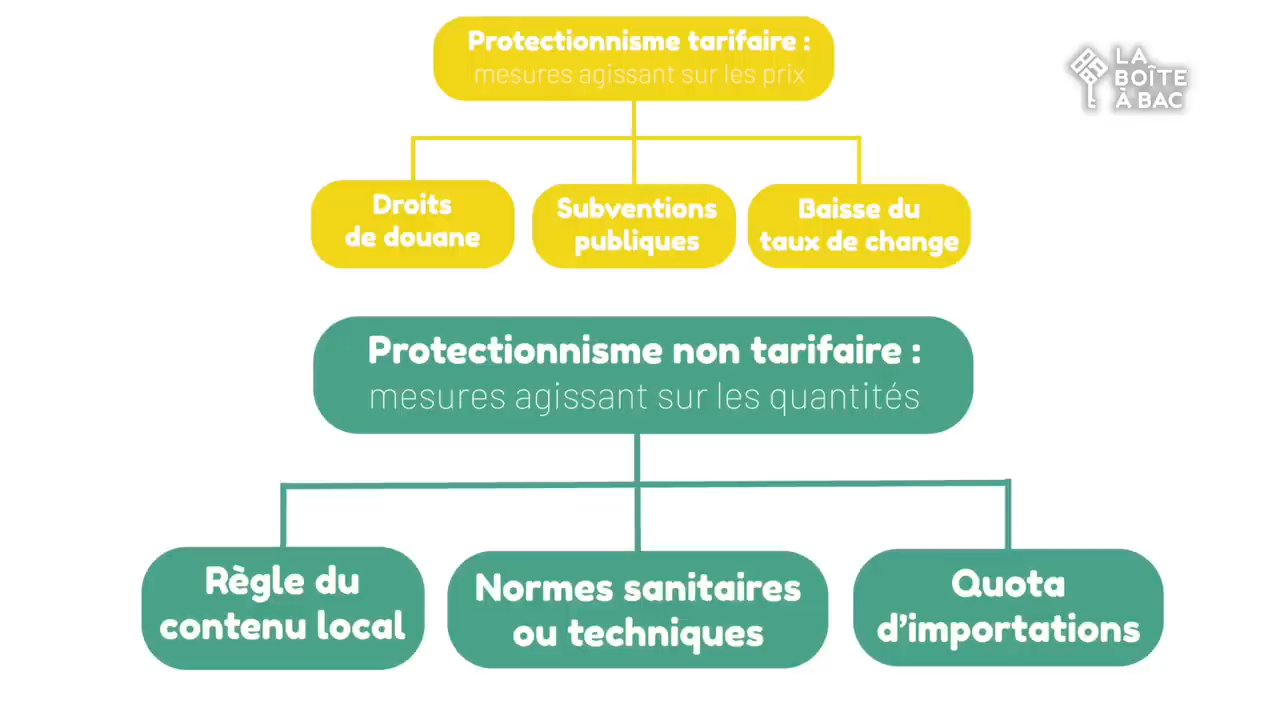 Protectionnisme tarifaire :
mesures agissant sur les prix
LA
BOÎTE
À BAC
Droits
de douane
Subventions
publiques
Baisse du
taux de change
Protectionnisme non tarifaire :
mesures agissant sur les quantités
Règle du
contenu local
Normes sanitaires
ou techniques
Quota
d’importations